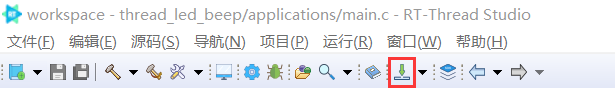 RT workspace - thread_led_beep/applications/main.c - RT-Thread Studio
文件(F) 编辑(E) 源码(S) 导航(N) 项目(P) 运行(R) 窗口(W) 帮助(H)